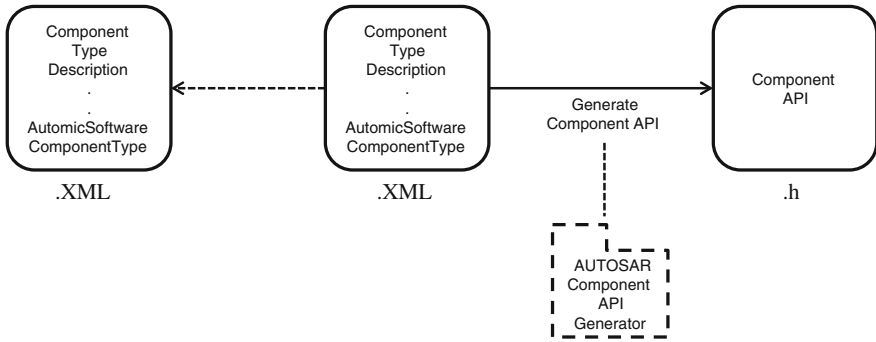 Component
Type
Description
.
.
AutomicSoftware
ComponentType
.XML
Component
Type
Description
.
.
AutomicSoftware
ComponentType
.XML
Generate
Component API
AUTOSAR
Component
API
Generator
Component
API
.h